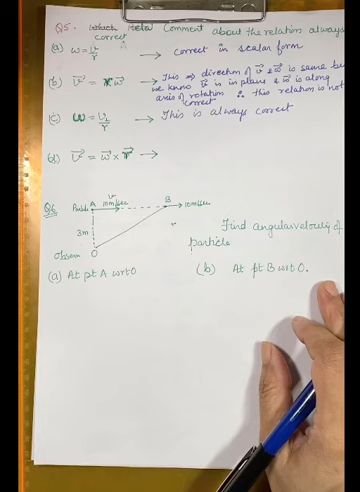 Q5. Comment about the relation always
correct
(a) ω = v/r → correct in scalar form
(b) v⃗ = r ω⃗ → This ⇒ direction of v⃗ & ω⃗ is same but
we know v⃗ is in plane & ω⃗ is along
axis of rotation ∴ this relation is not
correct
(c) ω = v/r → This is always correct
(d) v⃗ = ω⃗ × r⃗ →
Q6
Particle A v 10m/sec B 10m/sec
3m
Observer O
Find angular velocity of
particle
(a) At pt A wrt O
(b) At pt B wrt O.